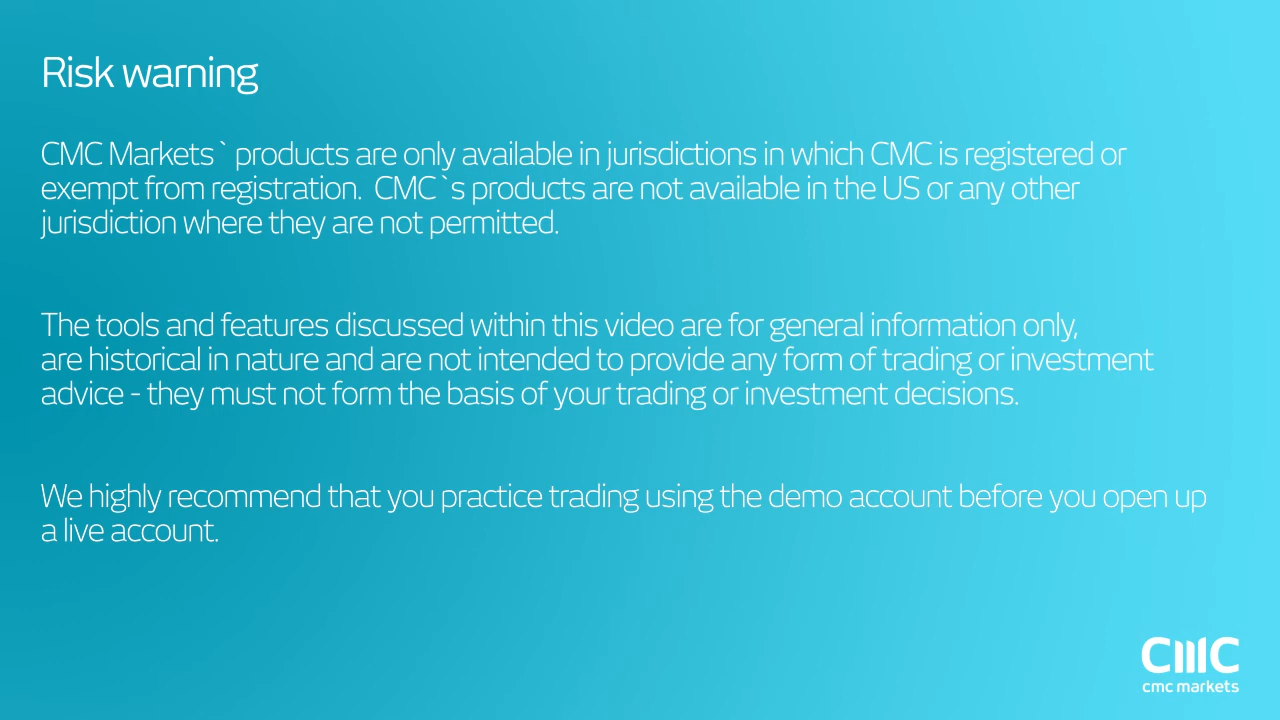 Risk warning
CMC Markets` products are only available in jurisdictions in which CMC is registered or
exempt from registration.  CMC`s products are not available in the US or any other
jurisdiction where they are not permitted.
The tools and features discussed within this video are for general information only,
are historical in nature and are not intended to provide any form of trading or investment
advice - they must not form the basis of your trading or investment decisions.
We highly recommend that you practice trading using the demo account before you open up
a live account.
CMC
cmc markets